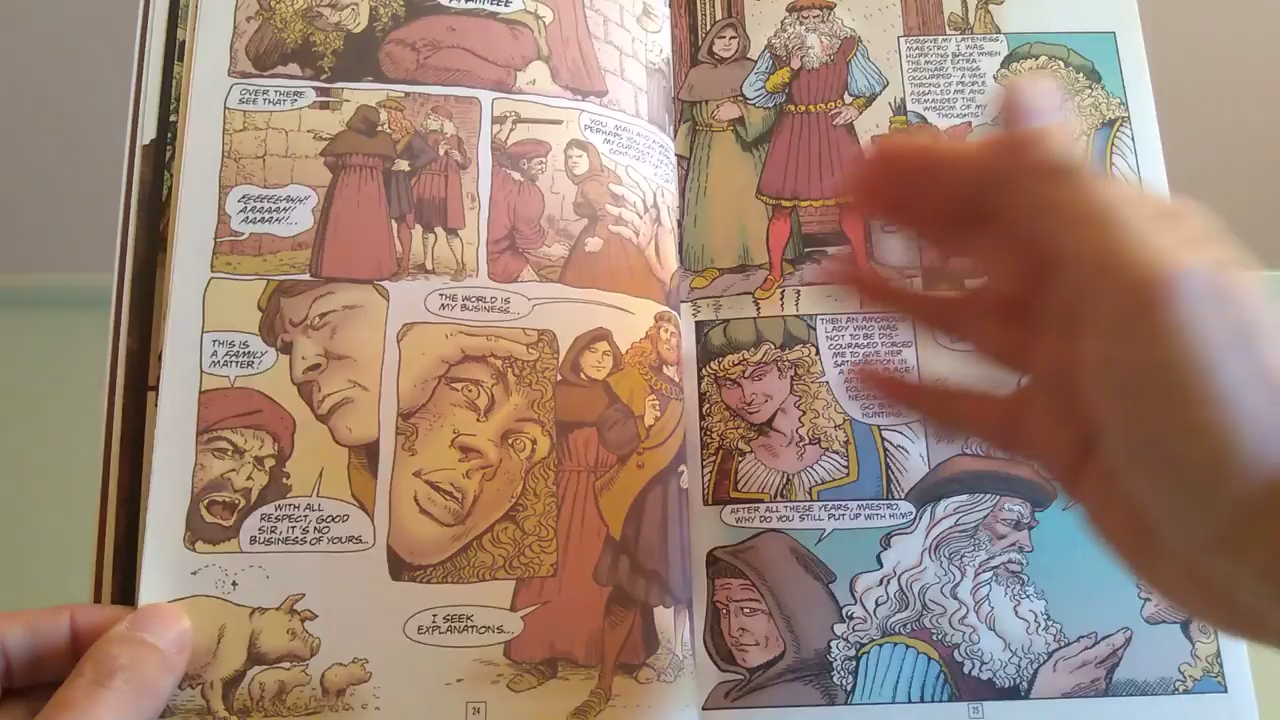 OVER THERE
SEE THAT?
EEEEEEAHH!
ARAAAH!
AAAH!...
YOU, MAN AND
PERHAPS YOU CAN
MY CURIOSITY
CONFUSED
THIS IS
A FAMILY
MATTER!
WITH ALL
RESPECT, GOOD
SIR, IT'S NO
BUSINESS OF YOURS...
THE WORLD IS
MY BUSINESS...
I SEEK
EXPLANATIONS...
24
FORGIVE MY LATENESS,
MAESTRO. I WAS
HURRYING BACK WHEN
THE MOST EXTRA-
ORDINARY THINGS
OCCURRED--A VAST
THRONG OF PEOPLE
ASSAILED ME AND
DEMANDED THE
WISDOM OF MY
THOUGHTS!
THEN AN AMOROUS
LADY WHO WAS
NOT TO BE DIS-
COURAGED FORCED
ME TO GIVE HER
SATISFACTION IN
A PUBLIC PLACE!
GO
HUNTING...
AFTER ALL THESE YEARS, MAESTRO,
WHY DO YOU STILL PUT UP WITH HIM?
25